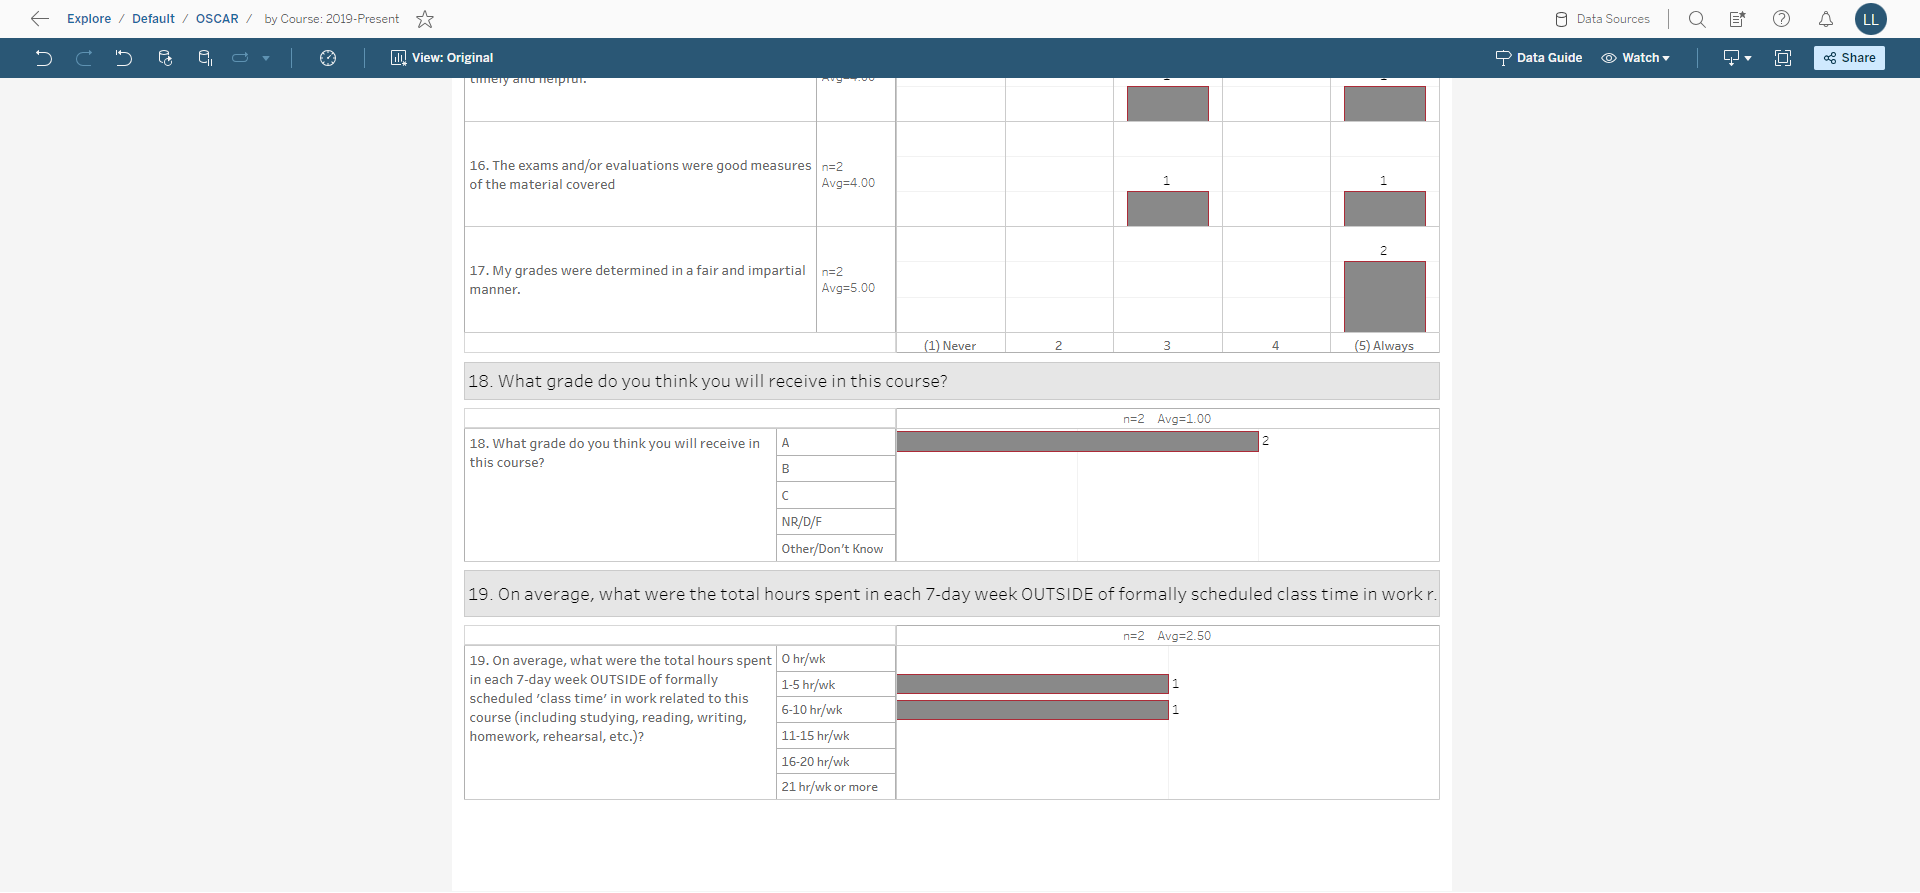 Explore / Default / OSCAR / by Course: 2019-Present
Data Sources
LL
View: Original
Data Guide
Watch
Share
timely and helpful.
Avg=4.00
1
1
16. The exams and/or evaluations were good measures
of the material covered
n=2
Avg=4.00
1
1
17. My grades were determined in a fair and impartial
manner.
n=2
Avg=5.00
2
(1) Never
2
3
4
(5) Always
18. What grade do you think you will receive in this course?
n=2 Avg=1.00
18. What grade do you think you will receive in
this course?
A
2
B
C
NR/D/F
Other/Don't Know
19. On average, what were the total hours spent in each 7-day week OUTSIDE of formally scheduled class time in work r.
n=2 Avg=2.50
19. On average, what were the total hours spent
in each 7-day week OUTSIDE of formally
scheduled ‘class time’ in work related to this
course (including studying, reading, writing,
homework, rehearsal, etc.)?
0 hr/wk
1-5 hr/wk
1
6-10 hr/wk
1
11-15 hr/wk
16-20 hr/wk
21 hr/wk or more